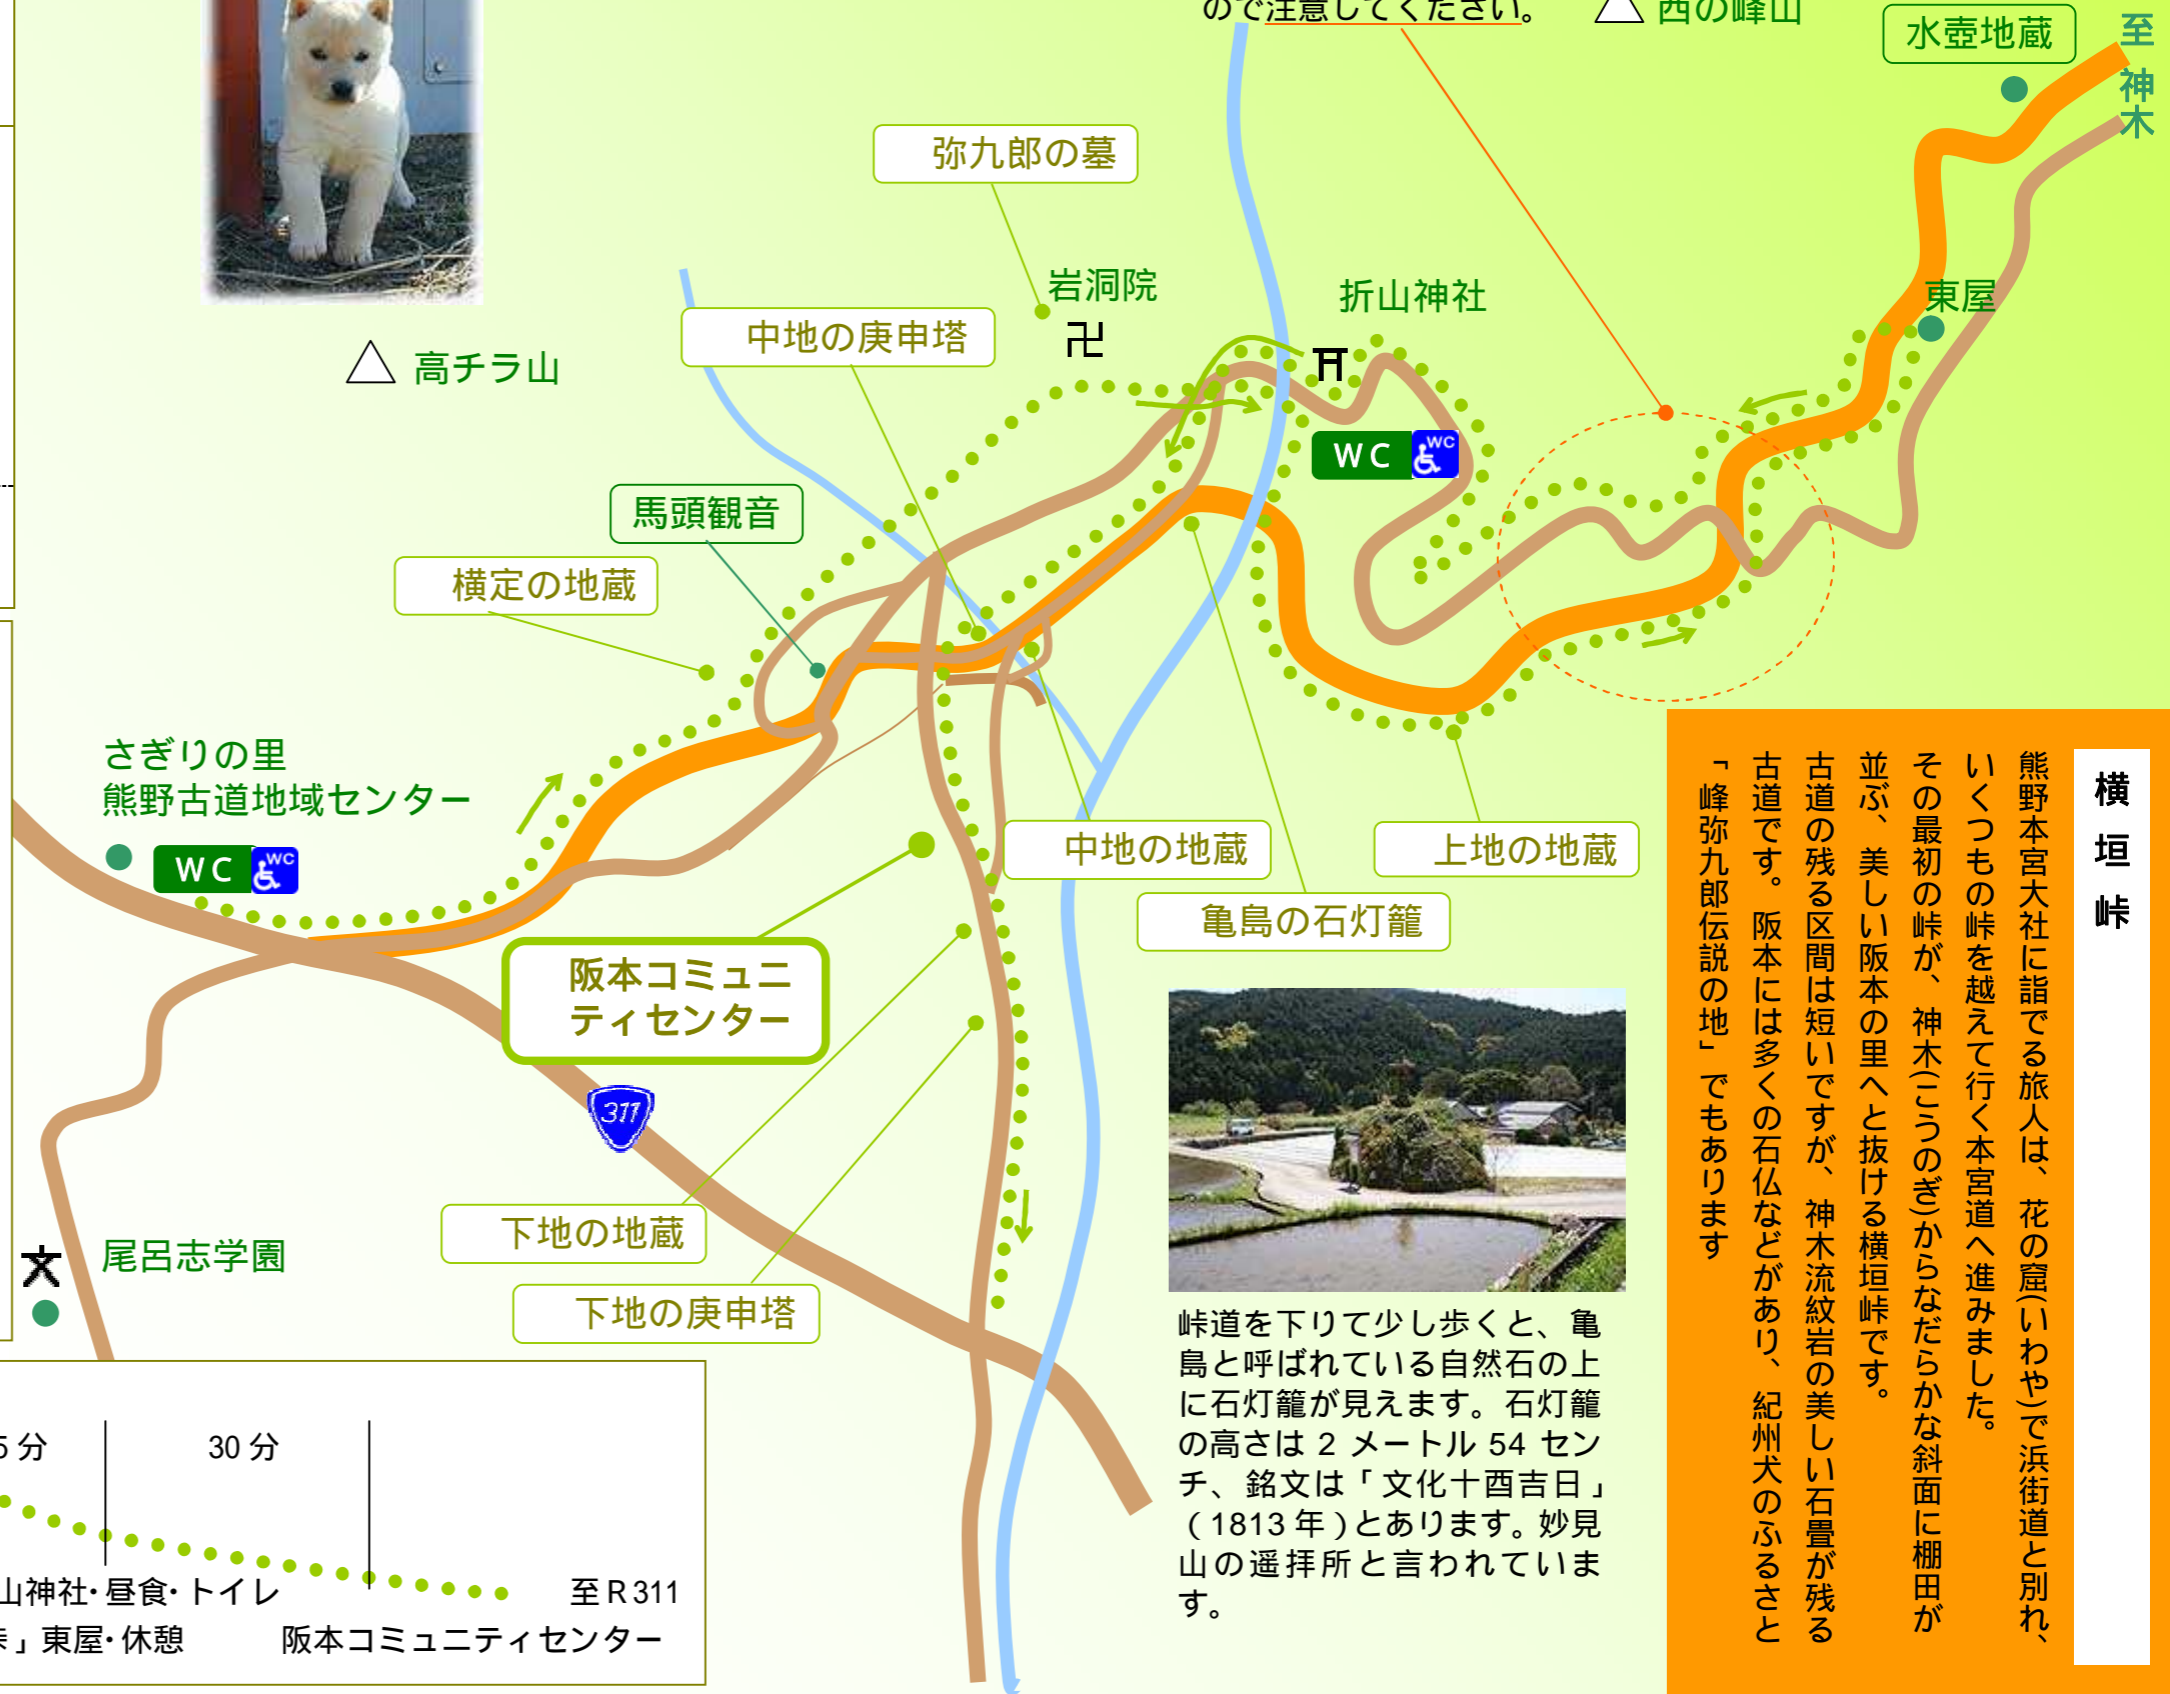 ので注意してください。
西の峰山
水壺地蔵
至 神木
弥九郎の墓
岩洞院
折山神社
東屋
中地の庚申塔
高チラ山
WC
WC
馬頭観音
横定の地蔵
さぎりの里
熊野古道地域センター
WC
WC
中地の地蔵
上地の地蔵
亀島の石灯籠
阪本コミュニ
ティセンター
311
下地の地蔵
下地の庚申塔
文
尾呂志学園
横垣峠
熊野本宮大社に詣でる旅人は、花の窟(いわや)で浜街道と別れ、
いくつもの峠を越えて行く本宮道へ進みました。
その最初の峠が、神木(こうのぎ)からなだらかな斜面に棚田が
並ぶ、美しい阪本の里へと抜ける横垣峠です。
古道の残る区間は短いですが、神木流紋岩の美しい石畳が残る
古道です。阪本には多くの石仏などがあり、紀州犬のふるさと
「峰弥九郎伝説の地」でもあります
峠道を下りて少し歩くと、亀
島と呼ばれている自然石の上
に石灯籠が見えます。石灯籠
の高さは 2 メートル 54 セン
チ、銘文は「文化十酉吉日」
(1813年)とあります。妙見
山の遥拝所と言われていま
す。
5分
30分
山神社・昼食・トイレ
至R311
」東屋・休憩
阪本コミュニティセンター